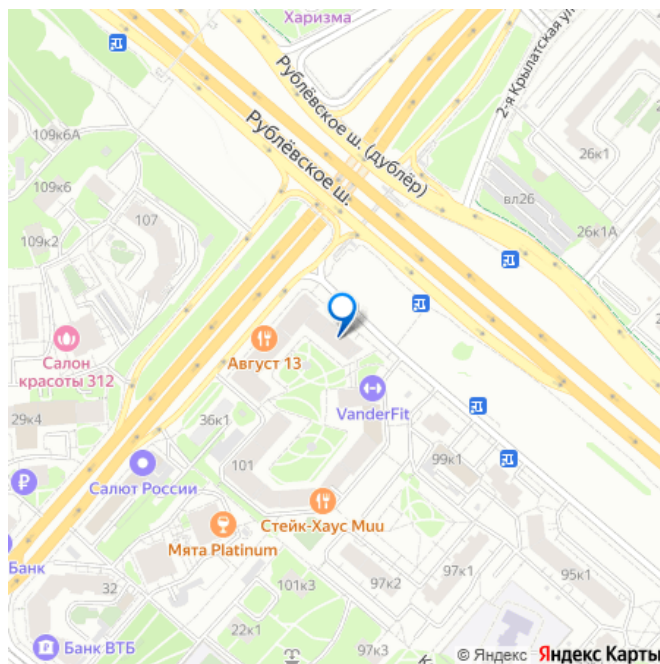 Харизма
Рублёвское ш. (дублёр)
Рублёвское ш.
2-я Крылатская ул
109к6А
109к6
107
109к2
26к1
вл26
26к1А
Салон
красоты 312
Август 13
VanderFit
29к4
36к1
101
99к1
Салют России
Стейк-Хаус Muu
Мята Platinum
Банк
32
101к3
97к2
97к1
95к1
22к1
97к3
Банк ВТБ
© Яндекс Яндекс Карты